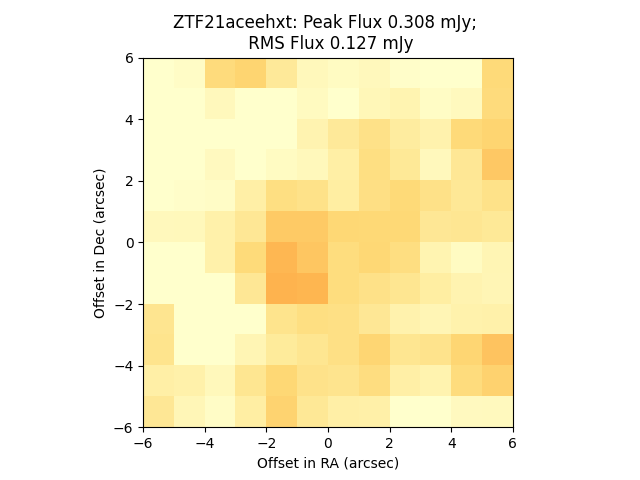 ZTF21aceehxt: Peak Flux 0.308 mJy;
RMS Flux 0.127 mJy
6
4
2
0
−2
−4
−6
Offset in Dec (arcsec)
−6 −4 −2 0 2 4 6
Offset in RA (arcsec)